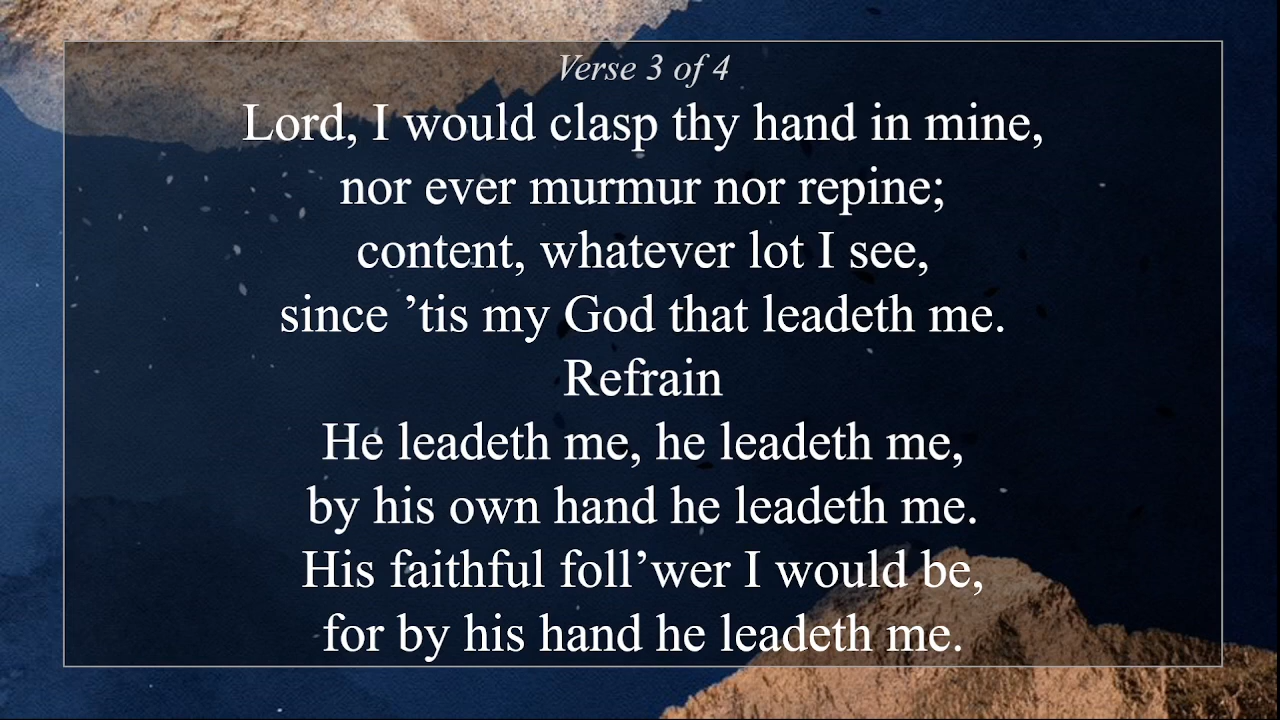 Verse 3 of 4
Lord, I would clasp thy hand in mine,
nor ever murmur nor repine;
content, whatever lot I see,
since ’tis my God that leadeth me.
Refrain
He leadeth me, he leadeth me,
by his own hand he leadeth me.
His faithful foll’wer I would be,
for by his hand he leadeth me.